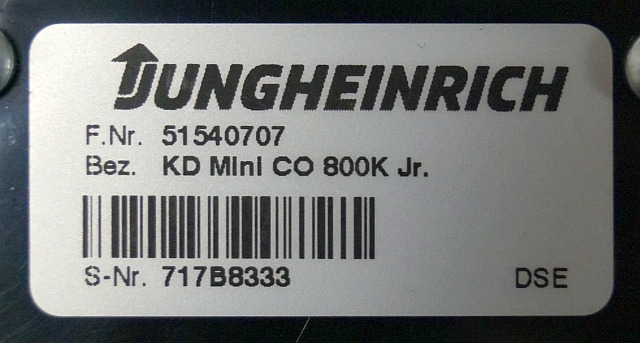 JUNGHEINRICH
F.Nr. 51540707
Bez. KD Mini CO 800K Jr.
S-Nr. 717B8333
DSE